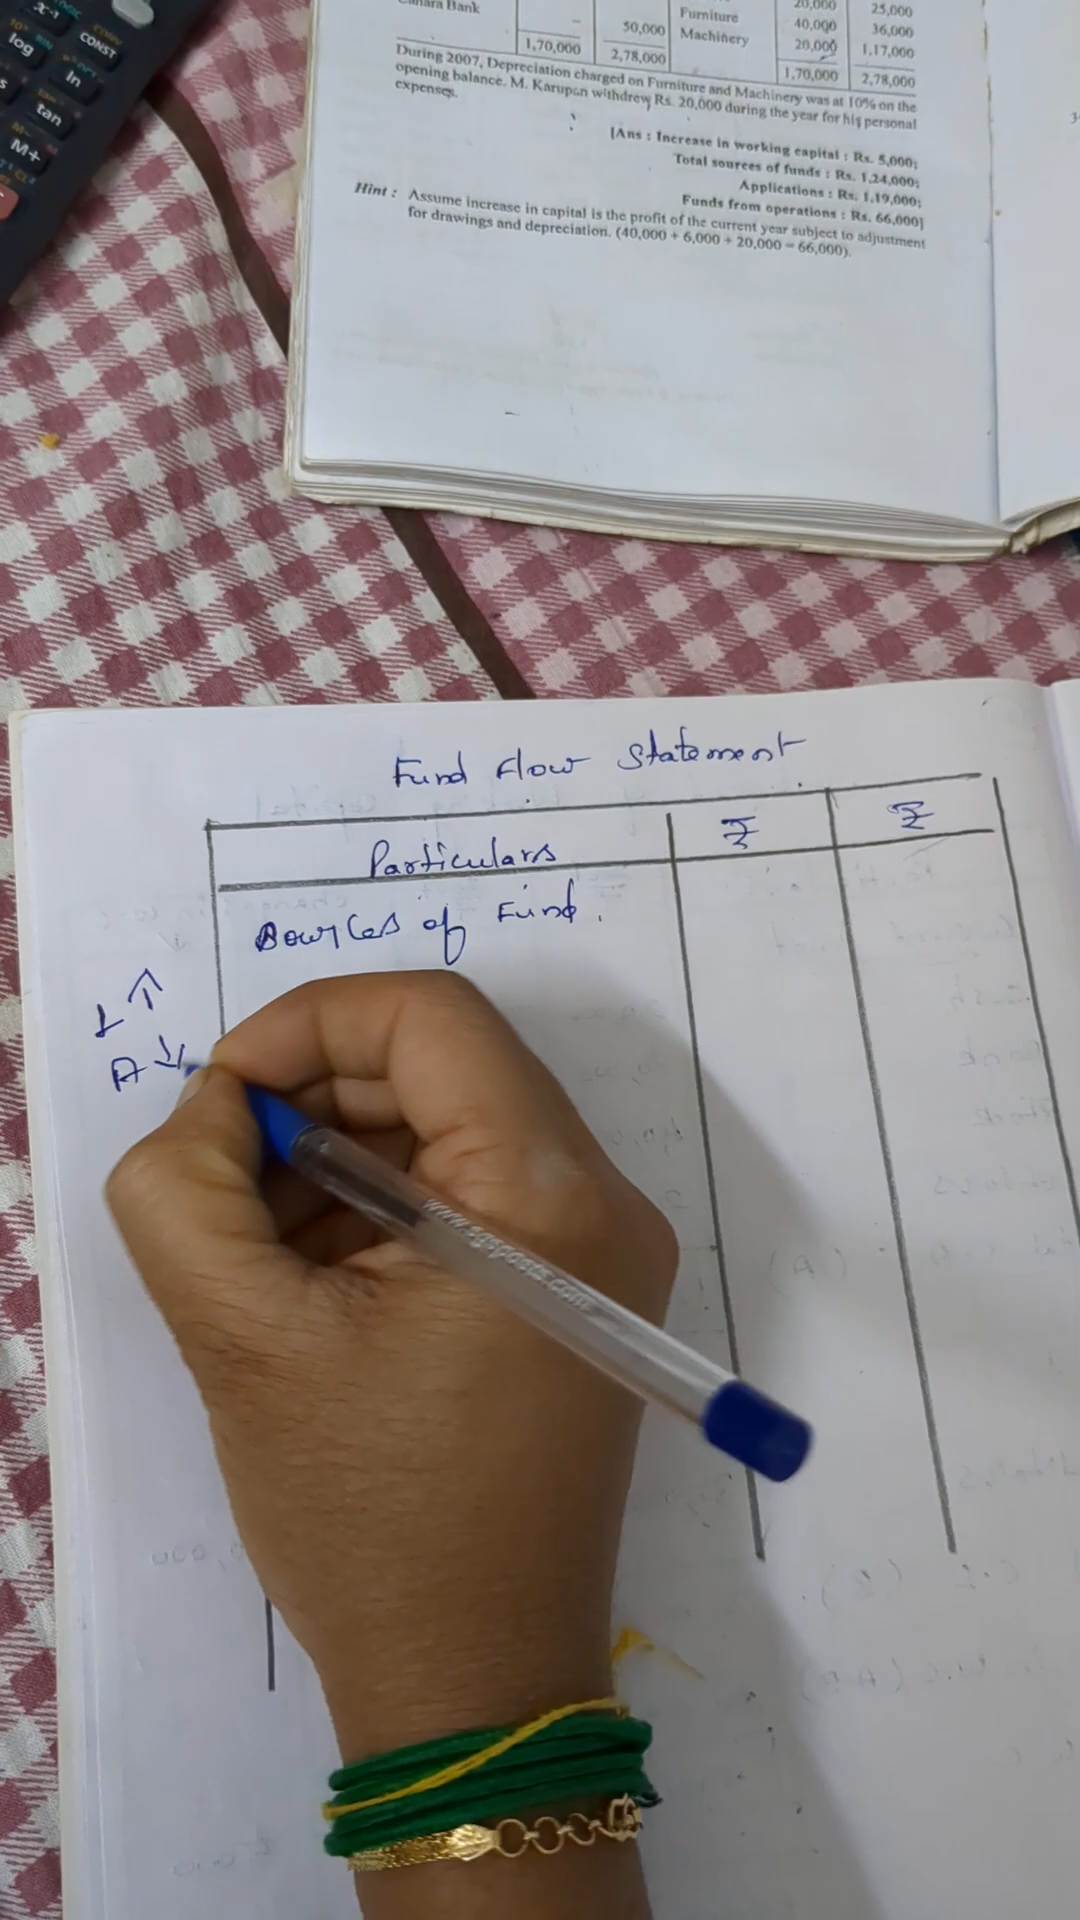 x⁻¹
CONST
log
ln
tan
M+
Canara Bank
–
50,000
1,70,000
2,78,000
Furniture
Machinery
20,000
25,000
40,000
36,000
20,000
1,17,000
1,70,000
2,78,000
During 2007, Depreciation charged on Furniture and Machinery was at 10% on the
opening balance. M. Karupan withdrew Rs. 20,000 during the year for his personal
expenses.
[Ans : Increase in working capital : Rs. 5,000;
Total sources of funds : Rs. 1,24,000;
Applications : Rs. 1,19,000;
Funds from operations : Rs. 66,000]
Hint : Assume increase in capital is the profit of the current year subject to adjustment
for drawings and depreciation. (40,000 + 6,000 + 20,000 = 66,000).
Fund Flow Statement
Particulars ₹ ₹
Sources of Fund.
L ↑
A ↓